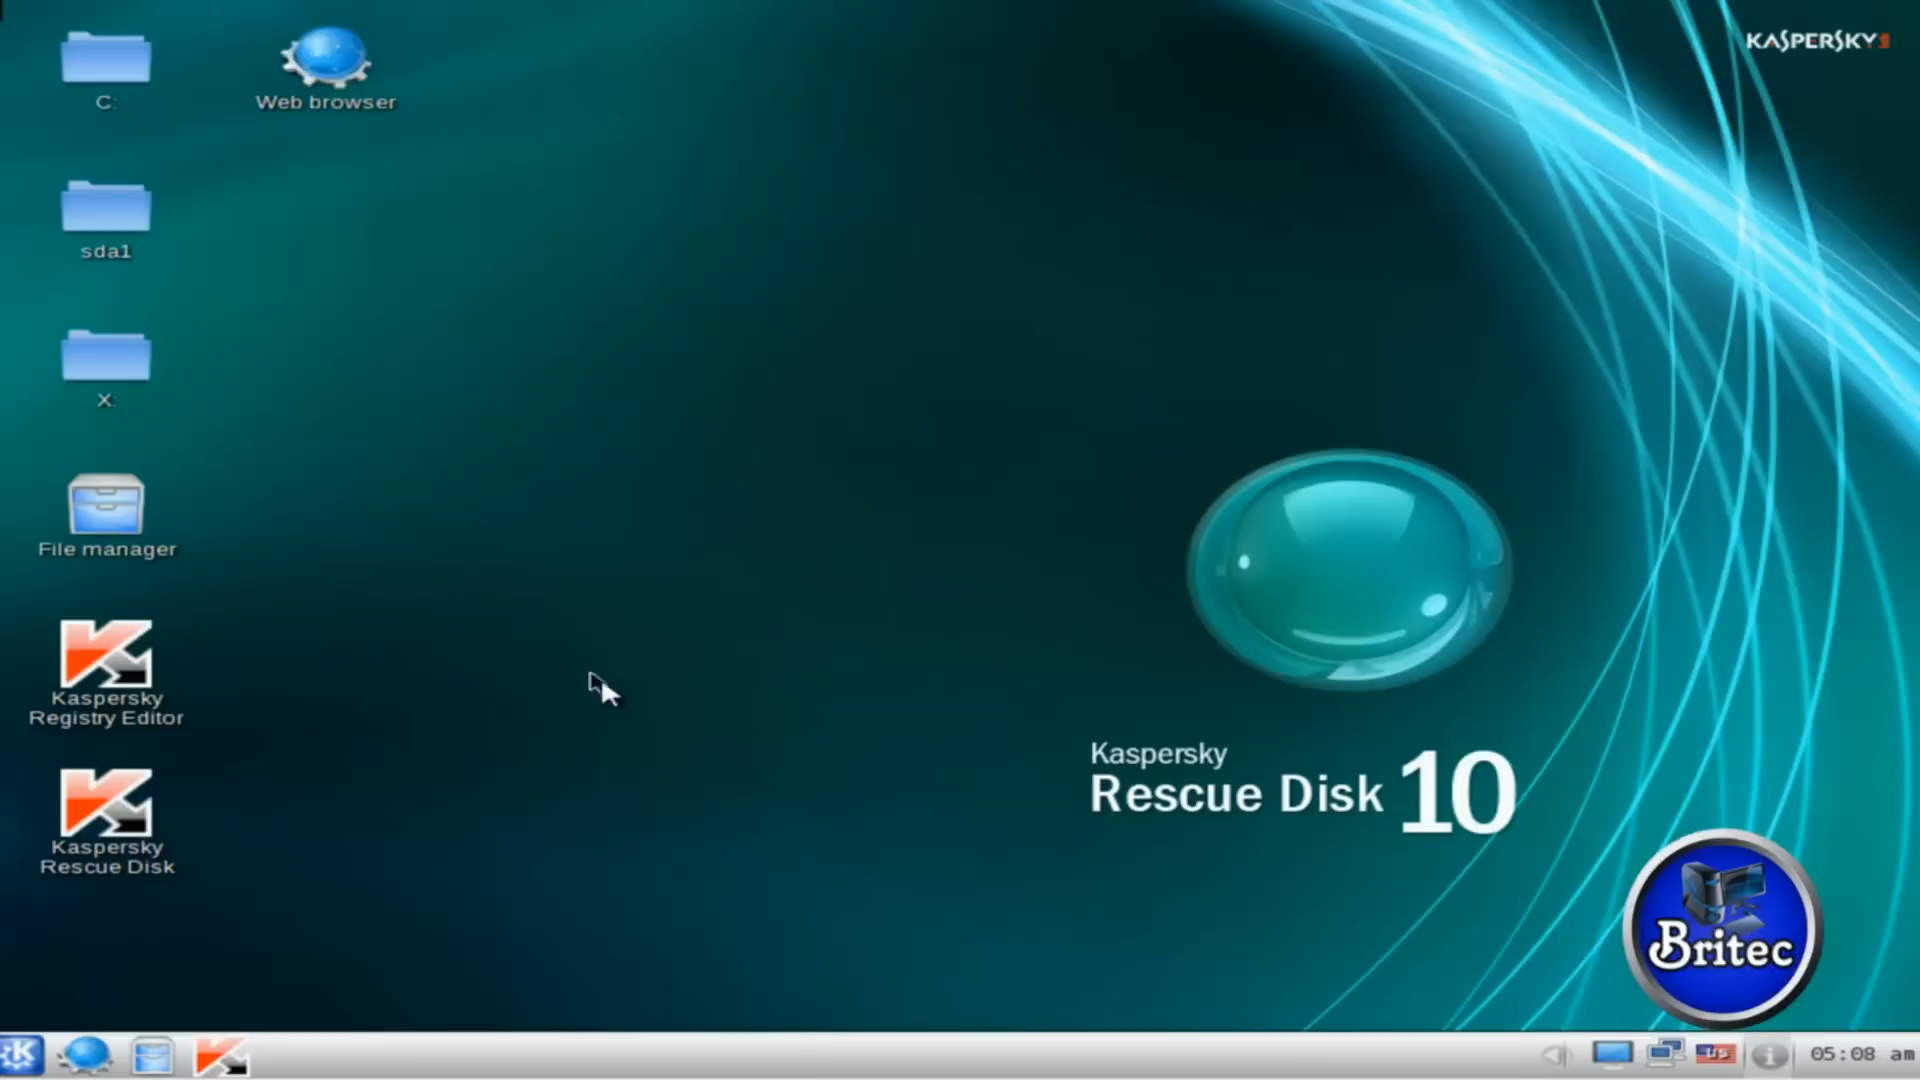 C:
Web browser
KASPERSKY
sda1
X:
File manager
Kaspersky
Registry Editor
Kaspersky
Rescue Disk
Kaspersky
Rescue Disk 10
Britec
US
05:08 am